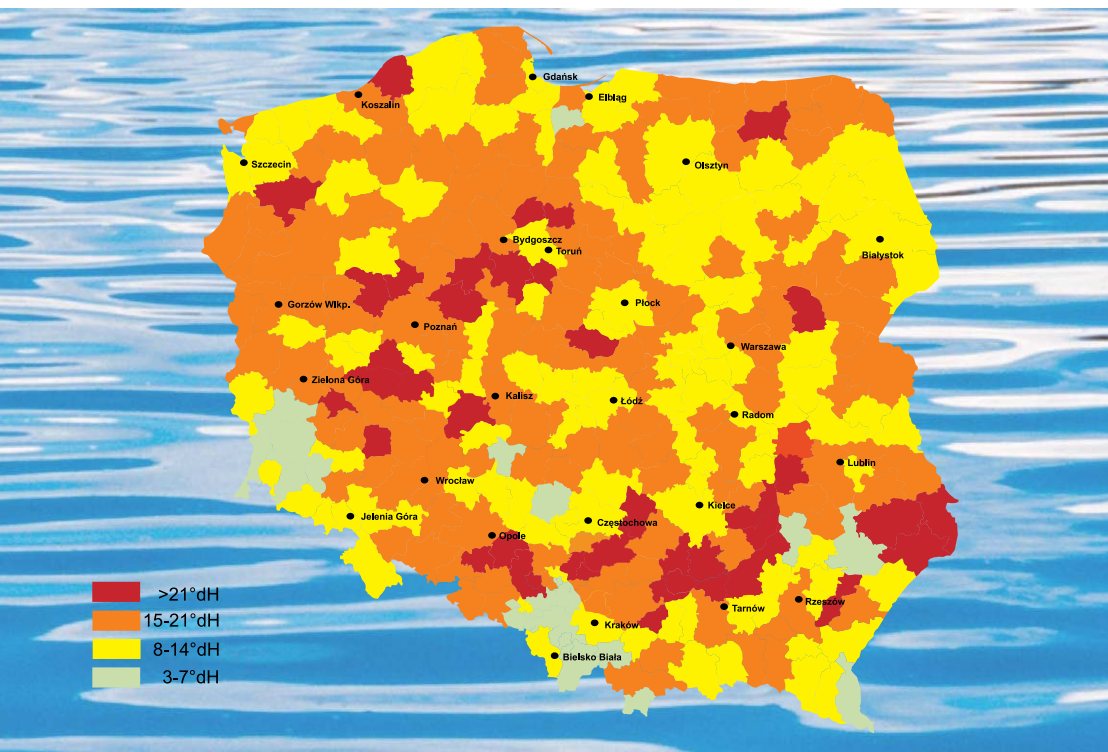 Gdańsk
Elbląg
Koszalin
Szczecin
Olsztyn
Bydgoszcz
Toruń
Białystok
Gorzów Wlkp.
Płock
Poznań
Warszawa
Zielona Góra
Kalisz
Łódź
Radom
Lublin
Wrocław
Kielce
Jelenia Góra
Częstochowa
Opole
>21°dH
15-21°dH
8-14°dH
3-7°dH
Rzeszów
Tarnów
Kraków
Bielsko Biała